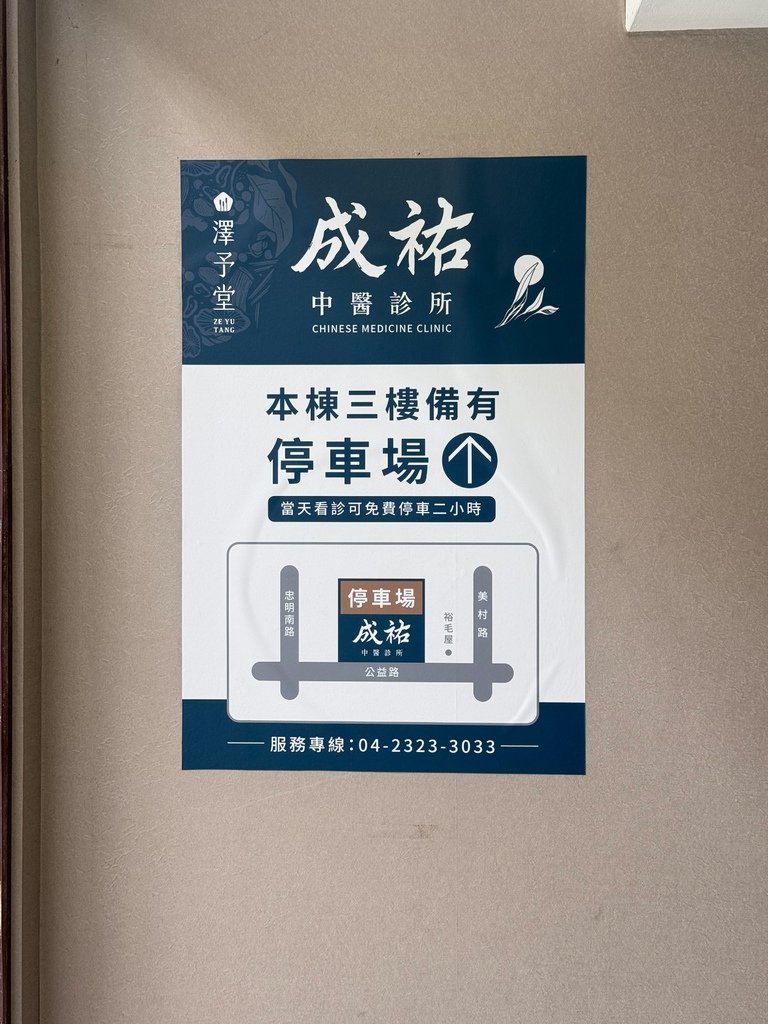 澤予堂
ZE YU
TANG
成祐
中醫診所
CHINESE MEDICINE CLINIC
本棟三樓備有
停車場
當天看診可免費停車二小時
忠明南路
停車場
成祐
中醫診所
裕毛屋
美村路
公益路
服務專線:04-2323-3033